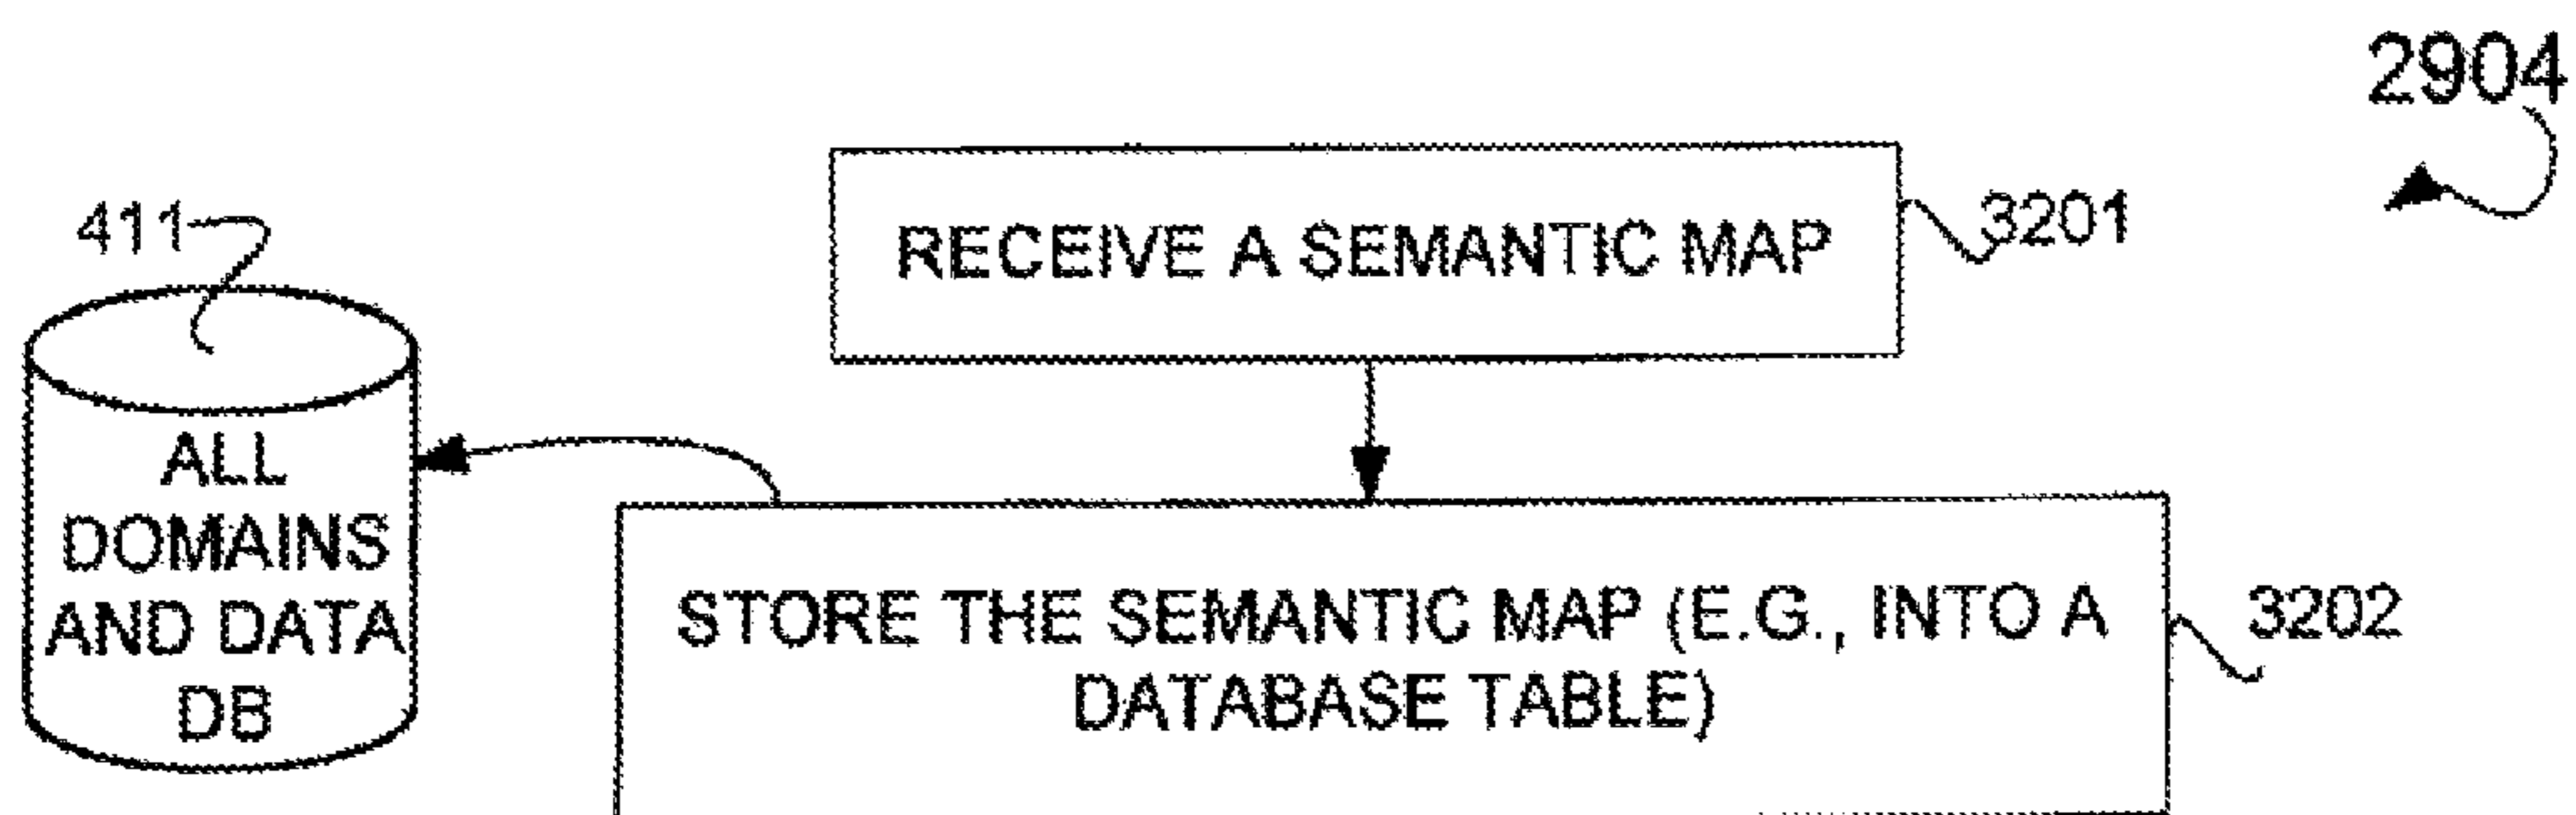 2904
411
RECEIVE A SEMANTIC MAP
3201
ALL
DOMAINS
AND DATA
DB
STORE THE SEMANTIC MAP (E.G., INTO A
DATABASE TABLE)
3202